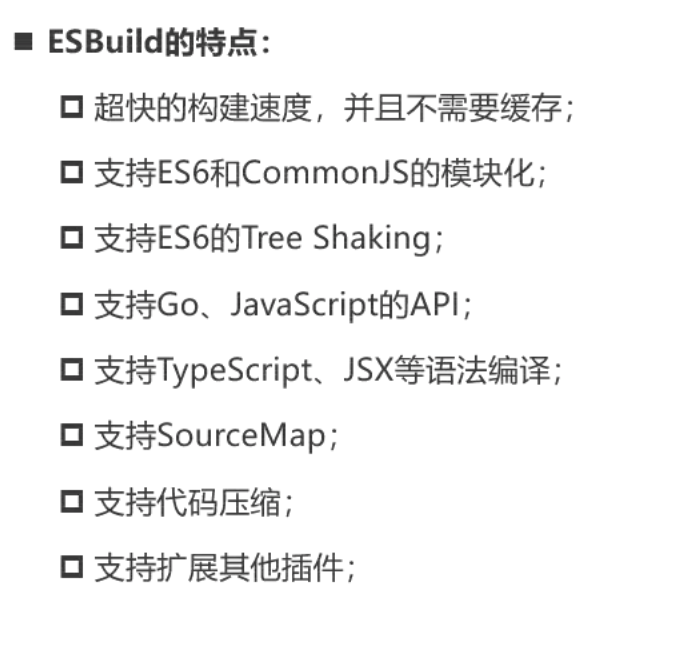 ■ ESBuild的特点：
□ 超快的构建速度，并且不需要缓存；
□ 支持ES6和CommonJS的模块化；
□ 支持ES6的Tree Shaking；
□ 支持Go、JavaScript的API；
□ 支持TypeScript、JSX等语法编译；
□ 支持SourceMap；
□ 支持代码压缩；
□ 支持扩展其他插件；